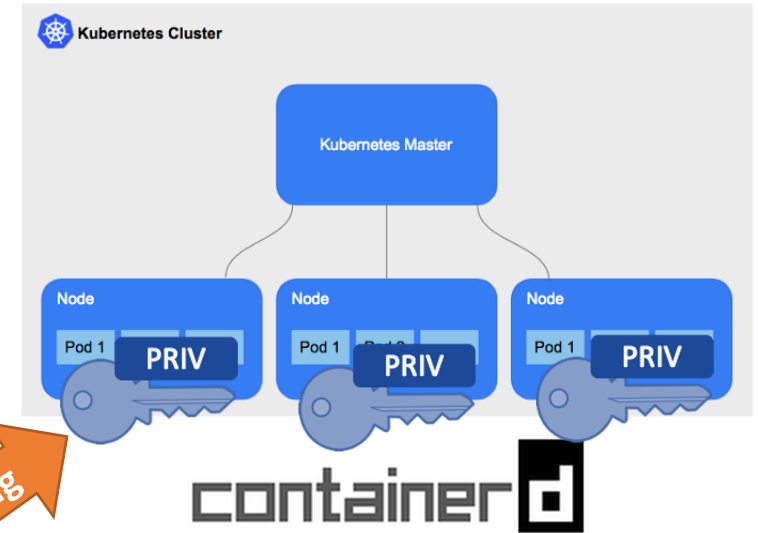 Kubernetes Cluster
Kubernetes Master
Node
Node
Node
Pod 1
Pod 1
Pod 1
PRIV
PRIV
PRIV
containerd